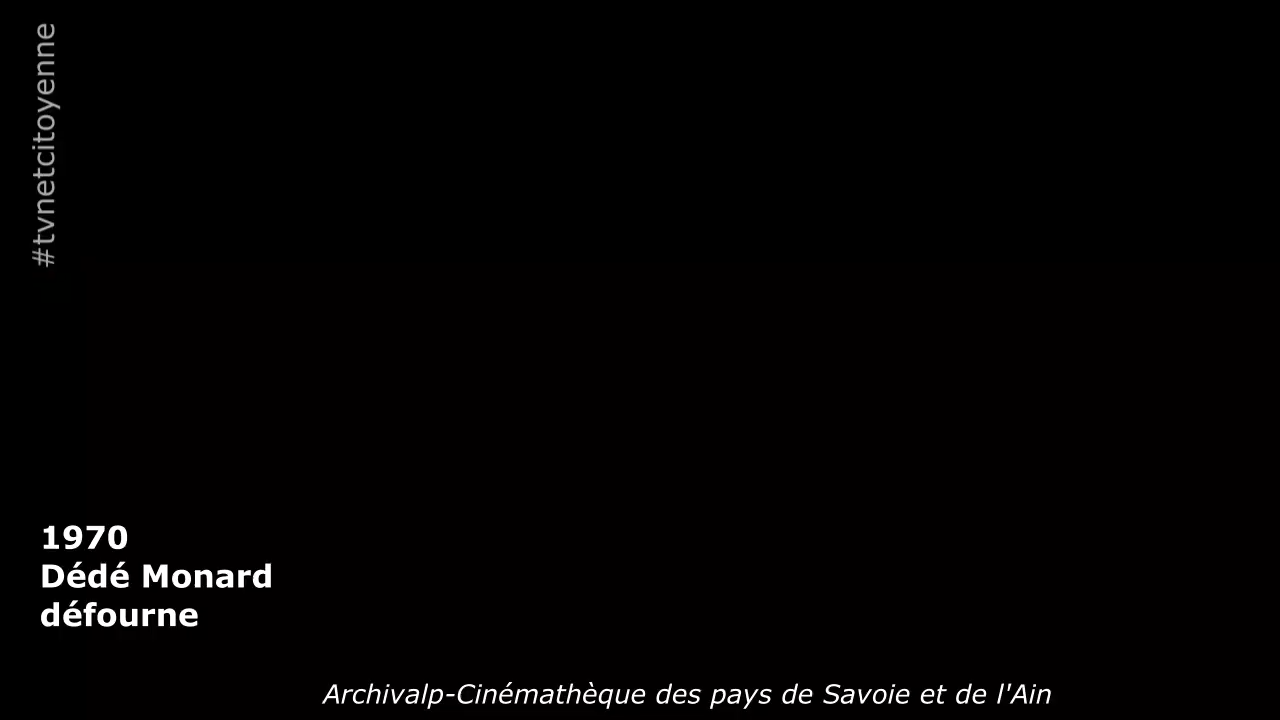 #tvnetcitoyenne
1970
Dédé Monard
défourne
Archivalp-Cinémathèque des pays de Savoie et de l'Ain